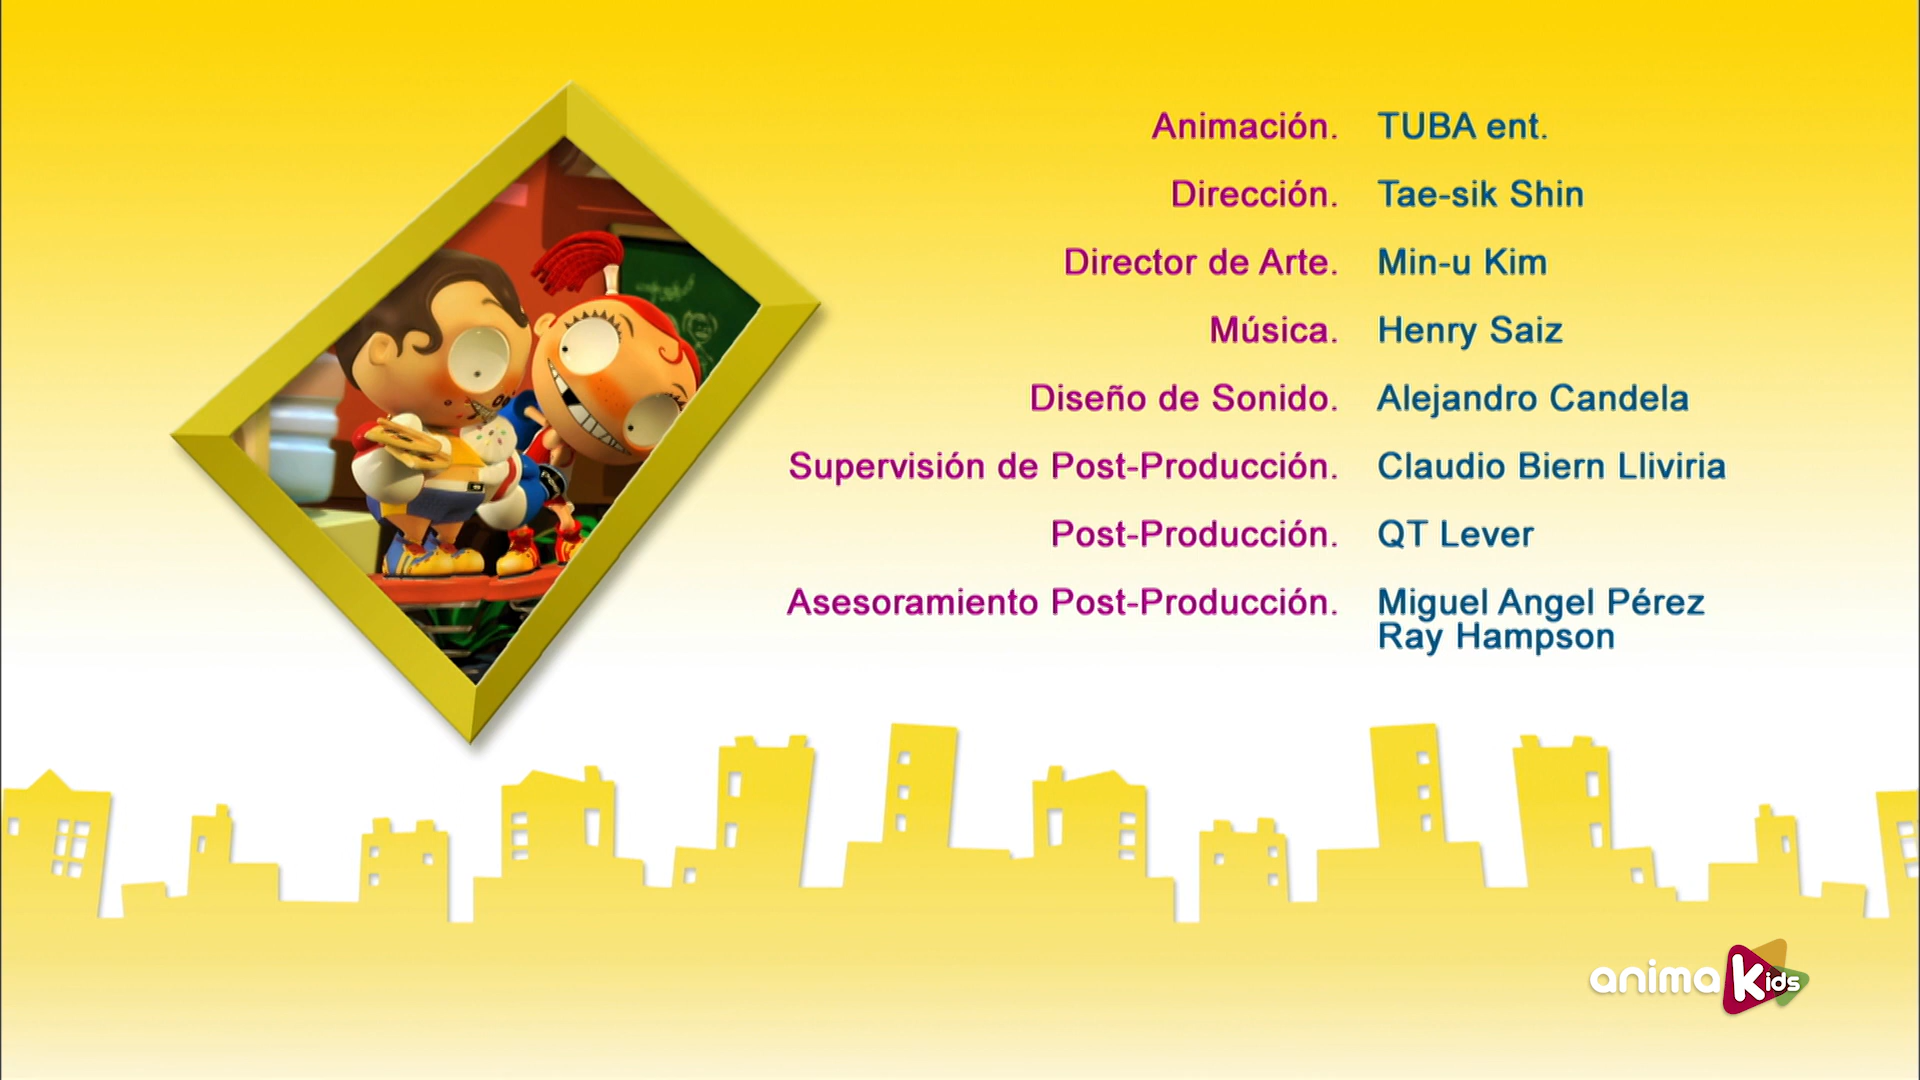 Animación. TUBA ent.
Dirección. Tae-sik Shin
Director de Arte. Min-u Kim
Música. Henry Saiz
Diseño de Sonido. Alejandro Candela
Supervisión de Post-Producción. Claudio Biern Lliviria
Post-Producción. QT Lever
Asesoramiento Post-Producción. Miguel Angel Pérez
Ray Hampson
anima Kids